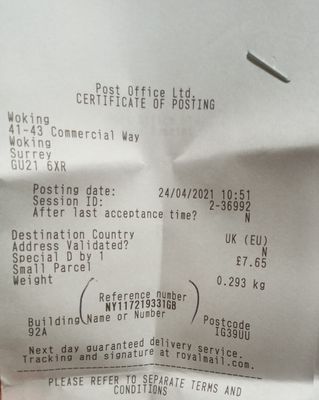 Post Office Ltd.
CERTIFICATE OF POSTING
Woking
41-43 Commercial Way
Woking
Surrey
GU21 6XR
Posting date: 24/04/2021 10:51
Session ID: 2-36992
After last acceptance time? N
Destination Country UK (EU)
Address Validated? N
Special D by 1 £7.65
Small Parcel
Weight 0.293 kg
Reference number
NY117219331GB
Building Name or Number Postcode
92A IG39UU
Next day guaranteed delivery service.
Tracking and signature at royalmail.com.
PLEASE REFER TO SEPARATE TERMS AND
CONDITIONS